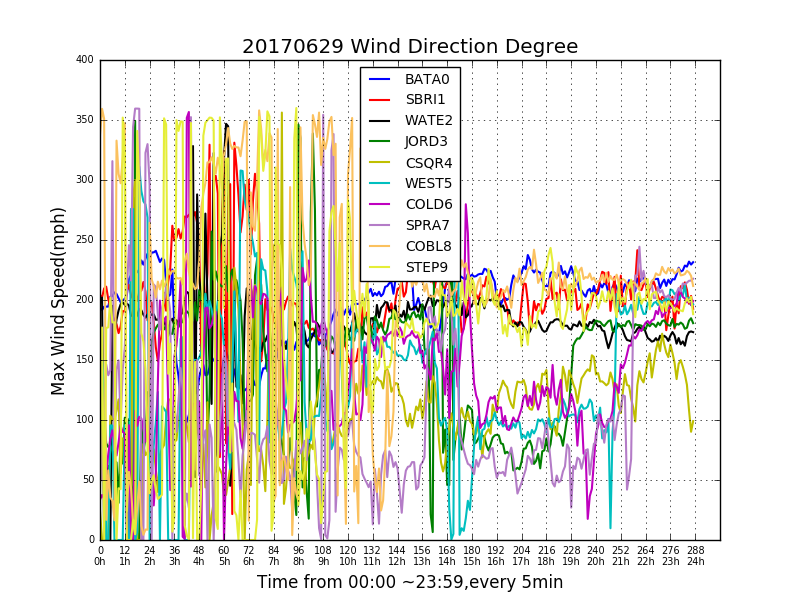 20170629 Wind Direction Degree
Max Wind Speed(mph)
400
350
300
250
200
150
100
50
0
BATA0
SBRI1
WATE2
JORD3
CSQR4
WEST5
COLD6
SPRA7
COBL8
STEP9
0 12 24 36 48 60 72 84 96 108 120 132 144 156 168 180 192 204 216 228 240 252 264 276 288
0h 1h 2h 3h 4h 5h 6h 7h 8h 9h 10h 11h 12h 13h 14h 15h 16h 17h 18h 19h 20h 21h 22h 23h 24h
Time from 00:00 ~23:59,every 5min